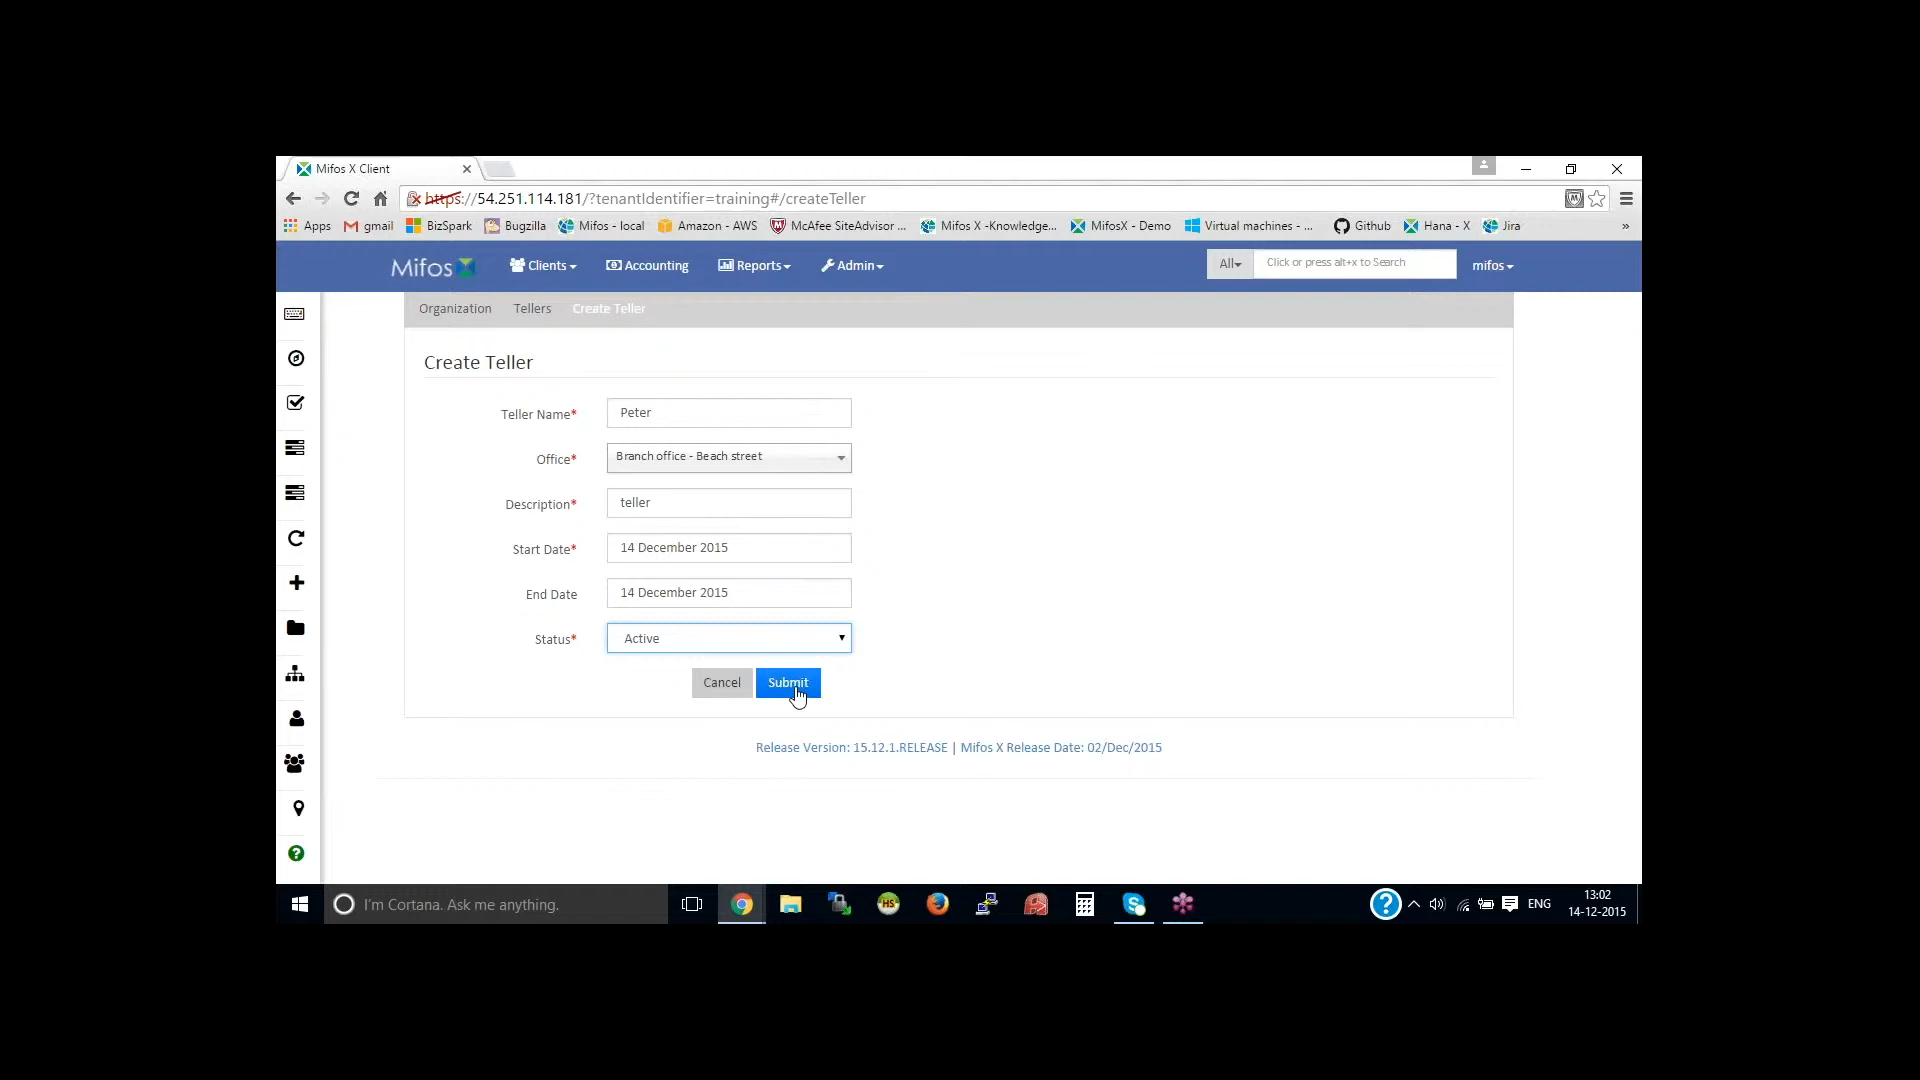 Mifos X Client
https://54.251.114.181/?tenantIdentifier=training#/createTeller
Apps gmail BizSpark Bugzilla Mifos - local Amazon - AWS McAfee SiteAdvisor ... Mifos X -Knowledge... MifosX - Demo Virtual machines - ... Github Hana - X Jira »
Mifos Clients Accounting Reports Admin All Click or press alt+x to Search mifos
Organization Tellers Create Teller
Create Teller
Teller Name* Peter
Office* Branch office - Beach street
Description* teller
Start Date* 14 December 2015
End Date 14 December 2015
Status* Active
Cancel Submit
Release Version: 15.12.1.RELEASE | Mifos X Release Date: 02/Dec/2015
I'm Cortana. Ask me anything. HS ENG 13:02
14-12-2015